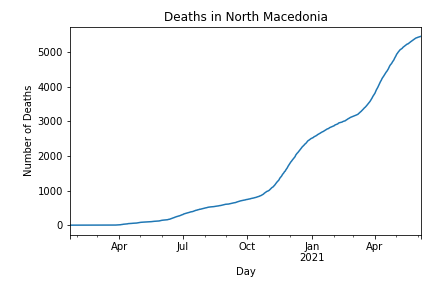 Deaths in North Macedonia
Number of Deaths
5000
4000
3000
2000
1000
0
Apr Jul Oct Jan Apr
2021
Day